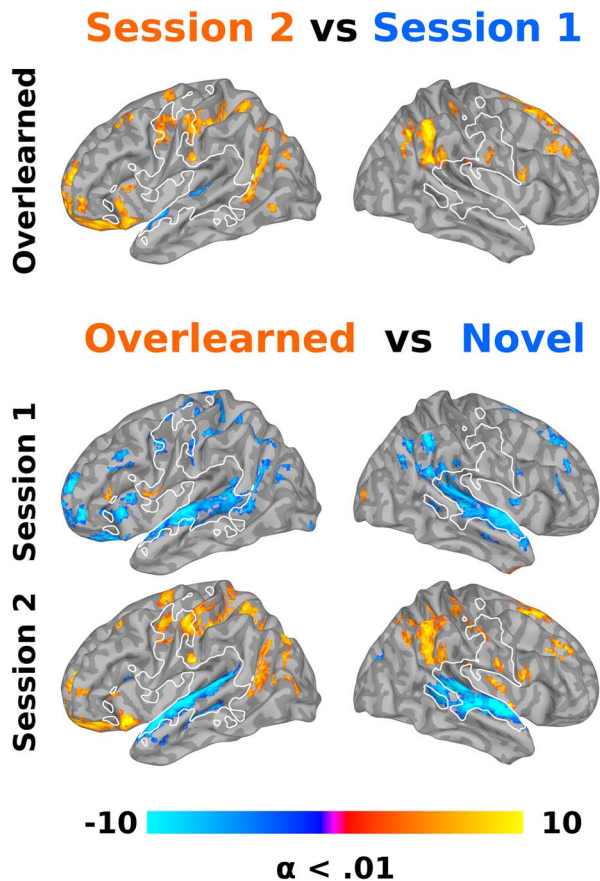 Session 2 vs Session 1
Overlearned
Overlearned vs Novel
Session 1
Session 2
-10 10
α < .01